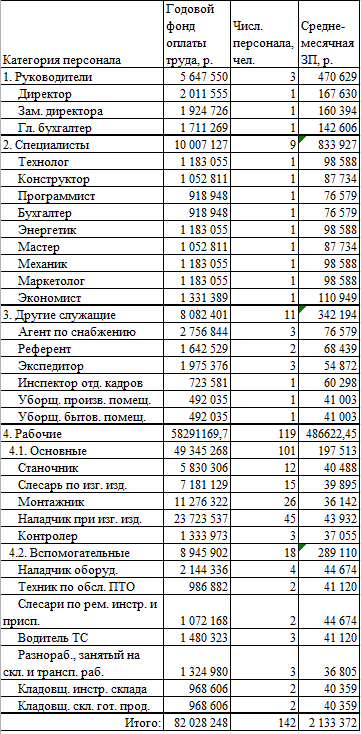 Категория персонала Годовой фонд оплаты труда, р. Числ. персонала, чел. Средне-месячная ЗП, р.
1. Руководители 5 647 550 3 470 629
Директор 2 011 555 1 167 630
Зам. директора 1 924 726 1 160 394
Гл. бухгалтер 1 711 269 1 142 606
2. Специалисты 10 007 127 9 833 927
Технолог 1 183 055 1 98 588
Конструктор 1 052 811 1 87 734
Программист 918 948 1 76 579
Бухгалтер 918 948 1 76 579
Энергетик 1 183 055 1 98 588
Мастер 1 052 811 1 87 734
Механик 1 183 055 1 98 588
Маркетолог 1 183 055 1 98 588
Экономист 1 331 389 1 110 949
3. Другие служащие 8 082 401 11 342 194
Агент по снабжению 2 756 844 3 76 579
Референт 1 642 529 2 68 439
Экспедитор 1 975 376 3 54 872
Инспектор отд. кадров 723 581 1 60 298
Уборщ. произв. помещ. 492 035 1 41 003
Уборщ. бытов. помещ. 492 035 1 41 003
4. Рабочие 58291169,7 119 486622,45
4.1. Основные 49 345 268 101 197 513
Станочник 5 830 306 12 40 488
Слесарь по изг. изд. 7 181 129 15 39 895
Монтажник 11 276 322 26 36 142
Наладчик при изг. изд. 23 723 537 45 43 932
Контролер 1 333 973 3 37 055
4.2. Вспомогательные 8 945 902 18 289 110
Наладчик оборуд. 2 144 336 4 44 674
Техник по обсл. ПТО 986 882 2 41 120
Слесари по рем. инстр. и
присп. 1 072 168 2 44 674
Водитель ТС 1 480 323 3 41 120
Разнораб., занятый на
скл. и трансп. раб. 1 324 980 3 36 805
Кладовщ. инстр. склада 968 606 2 40 359
Кладовщ. скл. гот. прод. 968 606 2 40 359
Итого: 82 028 248 142 2 133 372